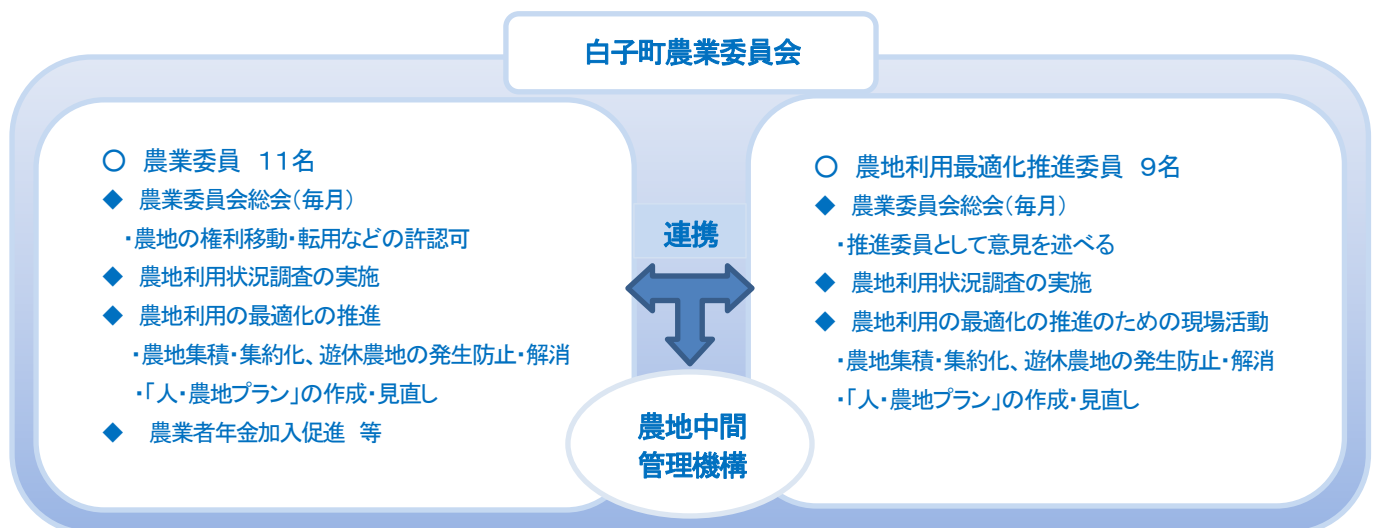 白子町農業委員会
○ 農業委員 11名
◆ 農業委員会総会(毎月)
・農地の権利移動・転用などの許認可
◆ 農地利用状況調査の実施
◆ 農地利用の最適化の推進
・農地集積・集約化、遊休農地の発生防止・解消
・「人・農地プラン」の作成・見直し
◆ 農業者年金加入促進 等
連携
農地中間
管理機構
○ 農地利用最適化推進委員 9名
◆ 農業委員会総会(毎月)
・推進委員として意見を述べる
◆ 農地利用状況調査の実施
◆ 農地利用の最適化の推進のための現場活動
・農地集積・集約化、遊休農地の発生防止・解消
・「人・農地プラン」の作成・見直し